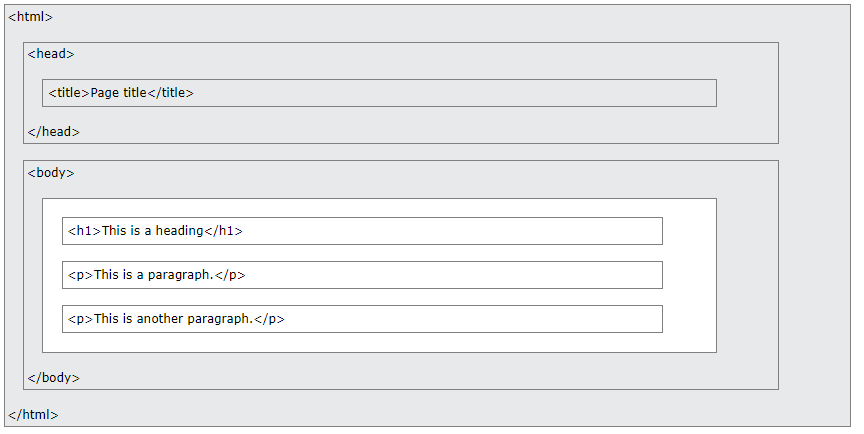 <html>
<head>
<title>Page title</title>
</head>
<body>
<h1>This is a heading</h1>
<p>This is a paragraph.</p>
<p>This is another paragraph.</p>
</body>
</html>